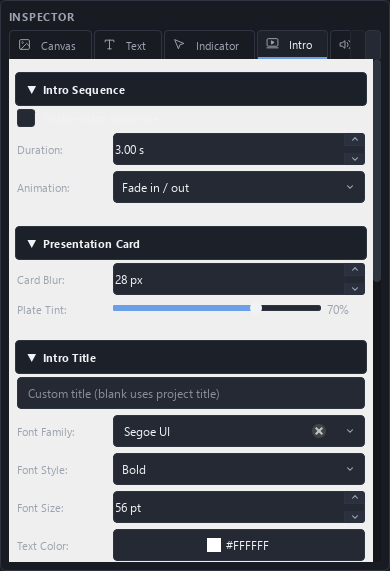 INSPECTOR
Canvas Text Indicator Intro
▼ Intro Sequence
Duration: 3.00 s
Animation: Fade in / out
▼ Presentation Card
Card Blur: 28 px
Plate Tint: 70%
▼ Intro Title
Custom title (blank uses project title)
Font Family: Segoe UI
Font Style: Bold
Font Size: 56 pt
Text Color: #FFFFFF